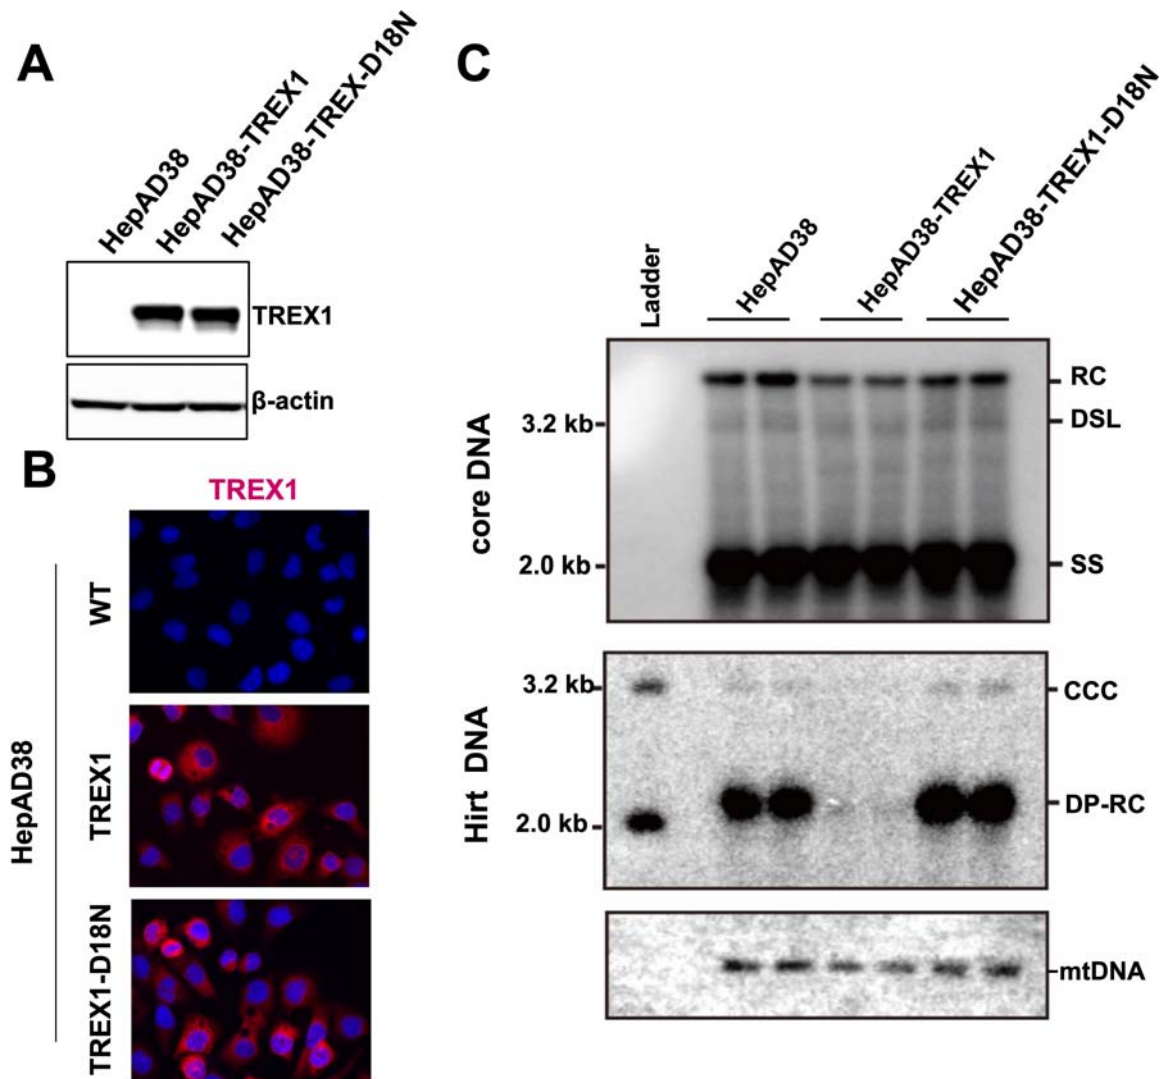 A
HepAD38
HepAD38-TREX1
HepAD38-TREX-D18N
TREX1
β-actin
B
TREX1
HepAD38
WT
TREX1
TREX1-D18N
C
Ladder
HepAD38
HepAD38-TREX1
HepAD38-TREX1-D18N
core DNA
3.2 kb
2.0 kb
RC
DSL
SS
Hirt DNA
3.2 kb
2.0 kb
CCC
DP-RC
mtDNA